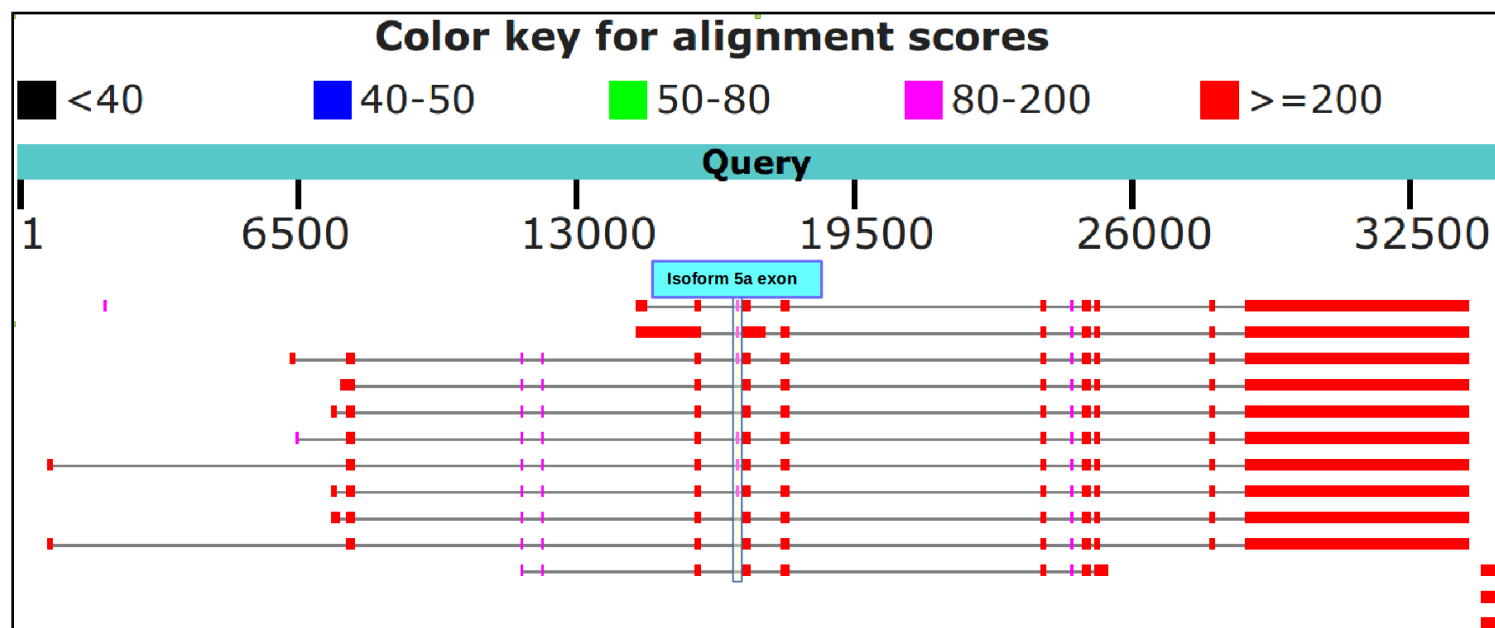 Color key for alignment scores
<40 40-50 50-80 80-200 >=200
Query
1 6500 13000 19500 26000 32500
Isoform 5a exon